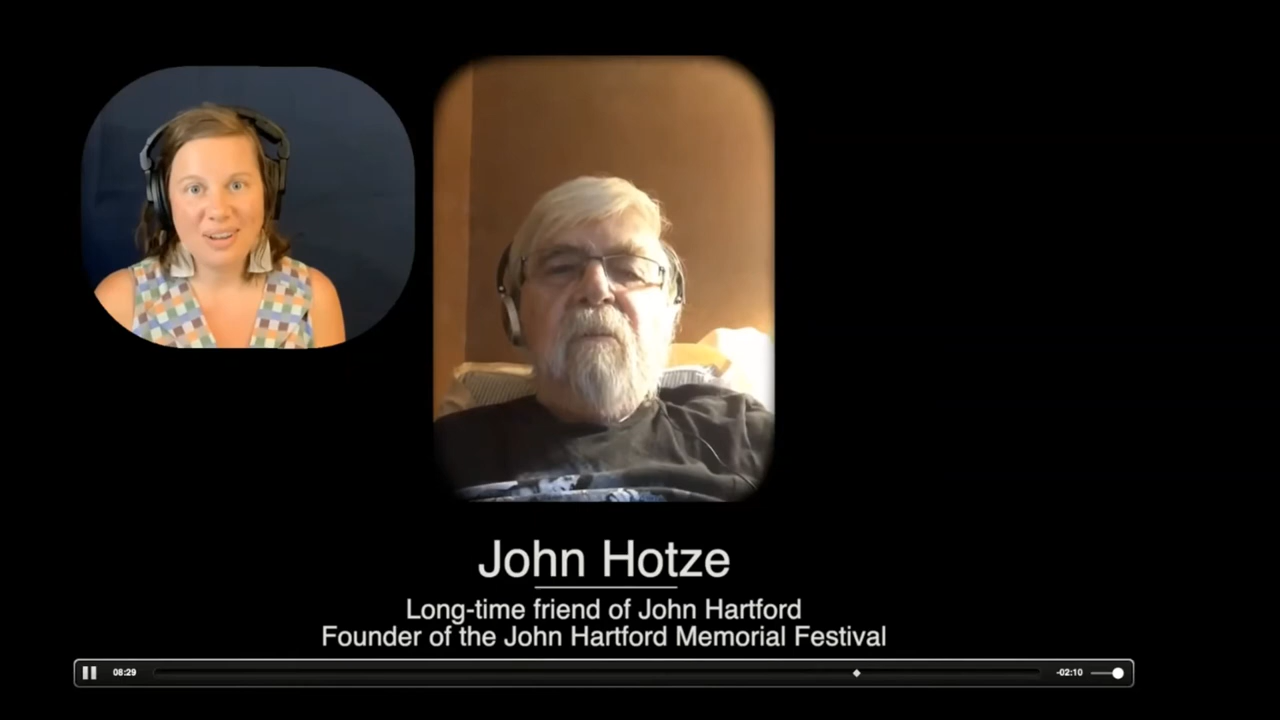 John Hotze
Long-time friend of John Hartford
Founder of the John Hartford Memorial Festival
08:29
-02:10